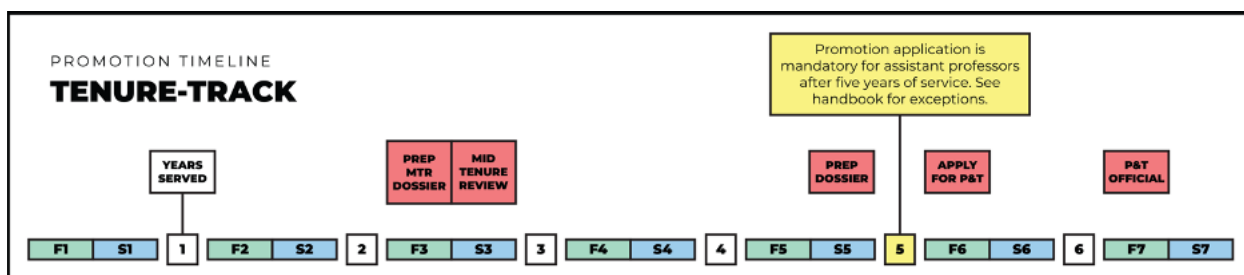 PROMOTION TIMELINE
TENURE-TRACK
Promotion application is
mandatory for assistant professors
after five years of service. See
handbook for exceptions.
YEARS
SERVED
PREP
MTR
DOSSIER
MID
TENURE
REVIEW
PREP
DOSSIER
APPLY
FOR P&T
P&T
OFFICIAL
F1 S1 1 F2 S2 2 F3 S3 3 F4 S4 4 F5 S5 5 F6 S6 6 F7 S7